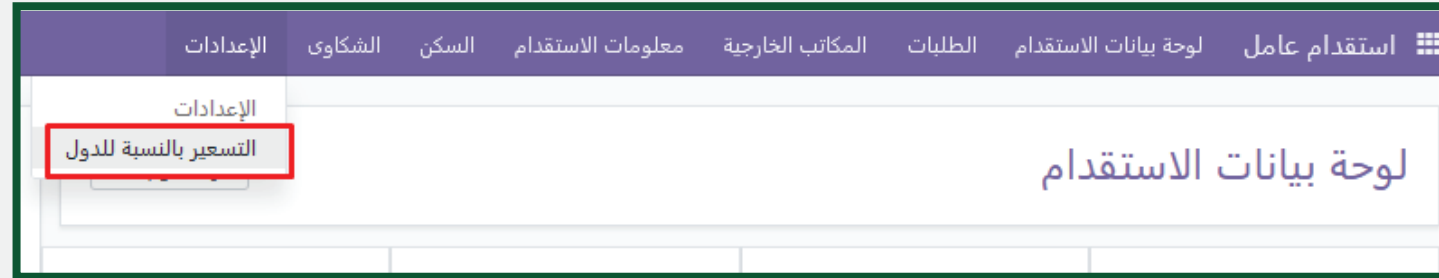 استقدام عامل لوحة بيانات الاستقدام الطلبات المكاتب الخارجية معلومات الاستقدام السكن الشكاوى الإعدادات
الإعدادات
التسعير بالنسبة للدول
لوحة بيانات الاستقدام